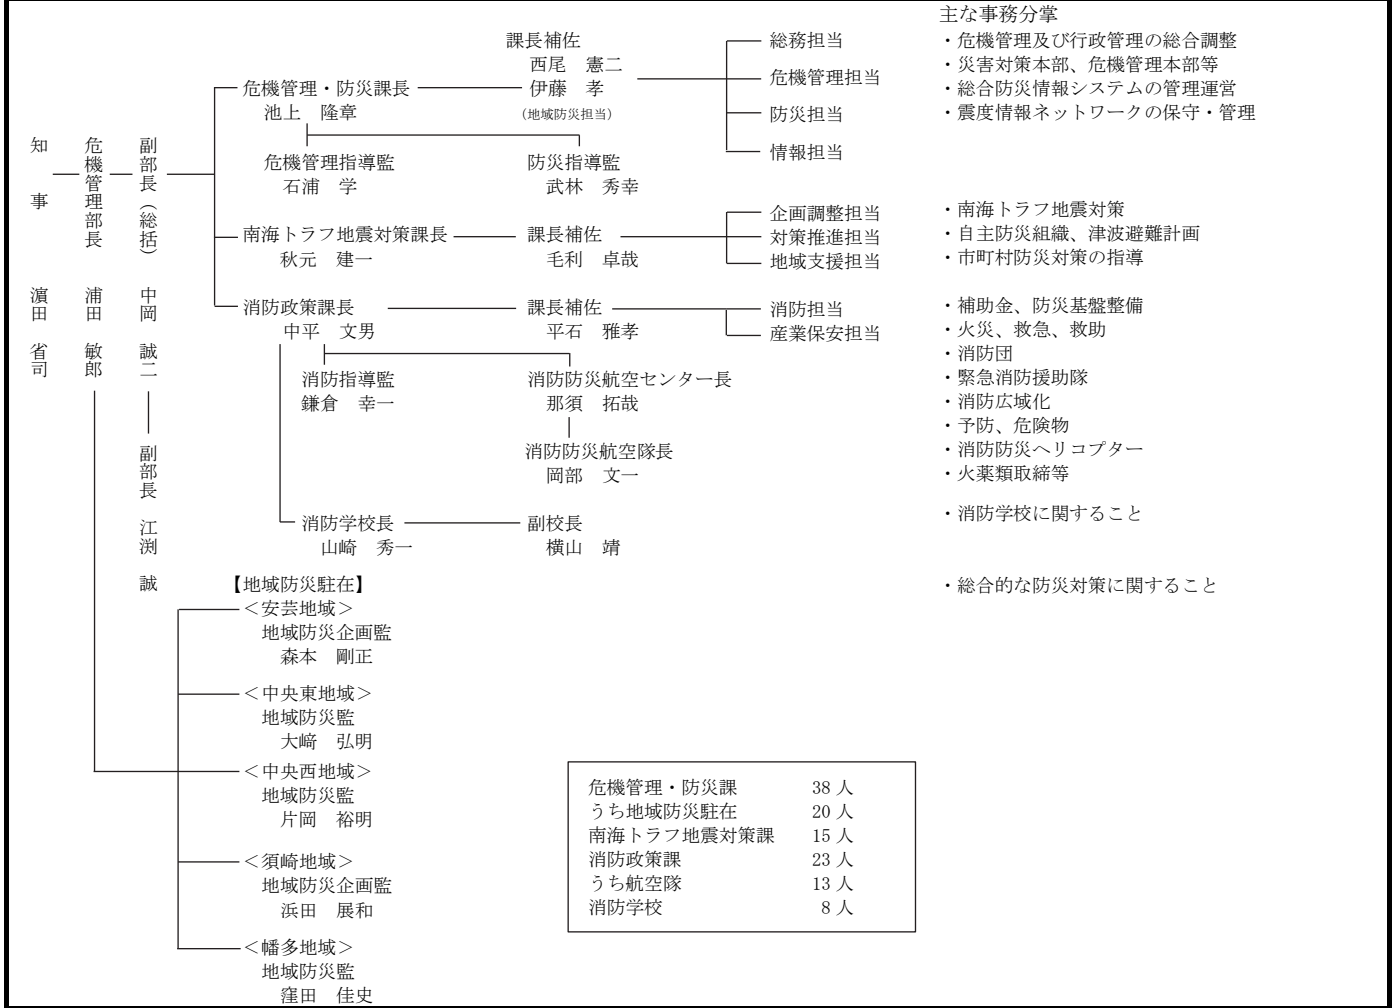 主な事務分掌
知　事　濵田　省司
危機管理部長　浦田　敏郎
副部長（総括）　中岡　誠二
副部長　江渕　誠
危機管理・防災課長
池上　隆章
課長補佐
西尾　憲二
伊藤　孝
（地域防災担当）
総務担当
危機管理担当
防災担当
情報担当
・危機管理及び行政管理の総合調整
・災害対策本部、危機管理本部等
・総合防災情報システムの管理運営
・震度情報ネットワークの保守・管理
危機管理指導監
石浦　学
防災指導監
武林　秀幸
南海トラフ地震対策課長
秋元　建一
課長補佐
毛利　卓哉
企画調整担当
対策推進担当
地域支援担当
・南海トラフ地震対策
・自主防災組織、津波避難計画
・市町村防災対策の指導
消防政策課長
中平　文男
課長補佐
平石　雅孝
消防担当
産業保安担当
・補助金、防災基盤整備
・火災、救急、救助
・消防団
・緊急消防援助隊
・消防広域化
・予防、危険物
・消防防災ヘリコプター
・火薬類取締等
消防指導監
鎌倉　幸一
消防防災航空センター長
那須　拓哉
消防防災航空隊長
岡部　文一
消防学校長
山崎　秀一
副校長
横山　靖
・消防学校に関すること
【地域防災駐在】
・総合的な防災対策に関すること
＜安芸地域＞
地域防災企画監
森本　剛正
＜中央東地域＞
地域防災監
大﨑　弘明
＜中央西地域＞
地域防災監
片岡　裕明
＜須崎地域＞
地域防災企画監
浜田　展和
＜幡多地域＞
地域防災監
窪田　佳史
危機管理・防災課　38 人
うち地域防災駐在　20 人
南海トラフ地震対策課　15 人
消防政策課　23 人
うち航空隊　13 人
消防学校　8 人